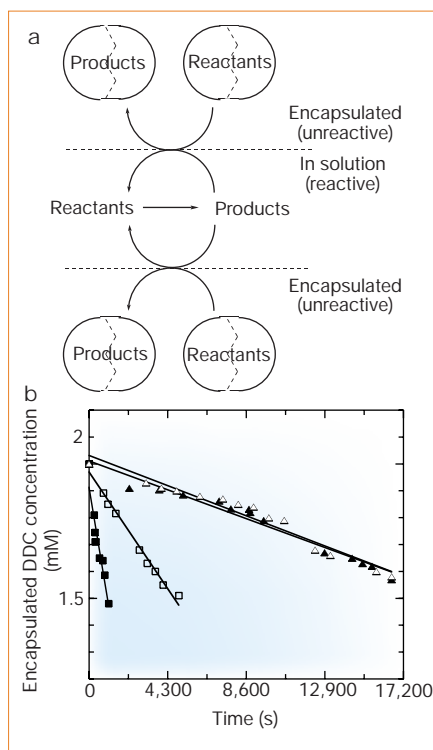 a
Products
Reactants
Encapsulated
(unreactive)
In solution
(reactive)
Reactants
Products
Encapsulated
(unreactive)
Products
Reactants
b
Encapsulated DDC concentration
(mM)
2
1.5
0
4,300
8,600
12,900
17,200
Time (s)